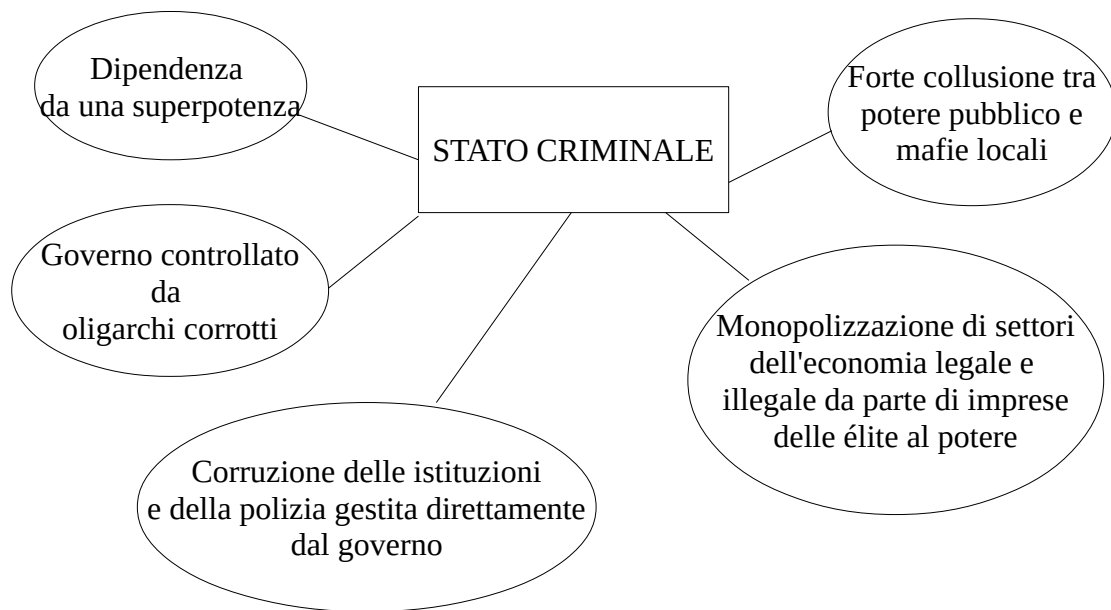 Dipendenza
da una superpotenza
STATO CRIMINALE
Forte collusione tra
potere pubblico e
mafie locali
Governo controllato
da
oligarchi corrotti
Monopolizzazione di settori
dell'economia legale e
illegale da parte di imprese
delle élite al potere
Corruzione delle istituzioni
e della polizia gestita direttamente
dal governo